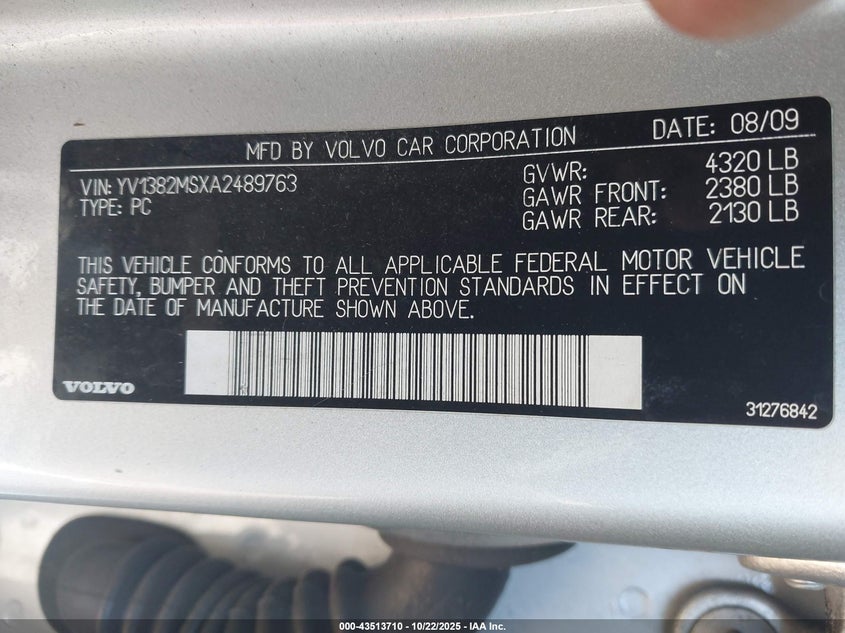 MFD BY VOLVO CAR CORPORATION DATE: 08/09
VIN: YV1382MSXA2489763
TYPE: PC
GVWR: 4320 LB
GAWR FRONT: 2380 LB
GAWR REAR: 2130 LB
THIS VEHICLE CONFORMS TO ALL APPLICABLE FEDERAL MOTOR VEHICLE
SAFETY, BUMPER AND THEFT PREVENTION STANDARDS IN EFFECT ON
THE DATE OF MANUFACTURE SHOWN ABOVE.
VOLVO
31276842
000-43513710 - 10/22/2025 - IAA Inc.